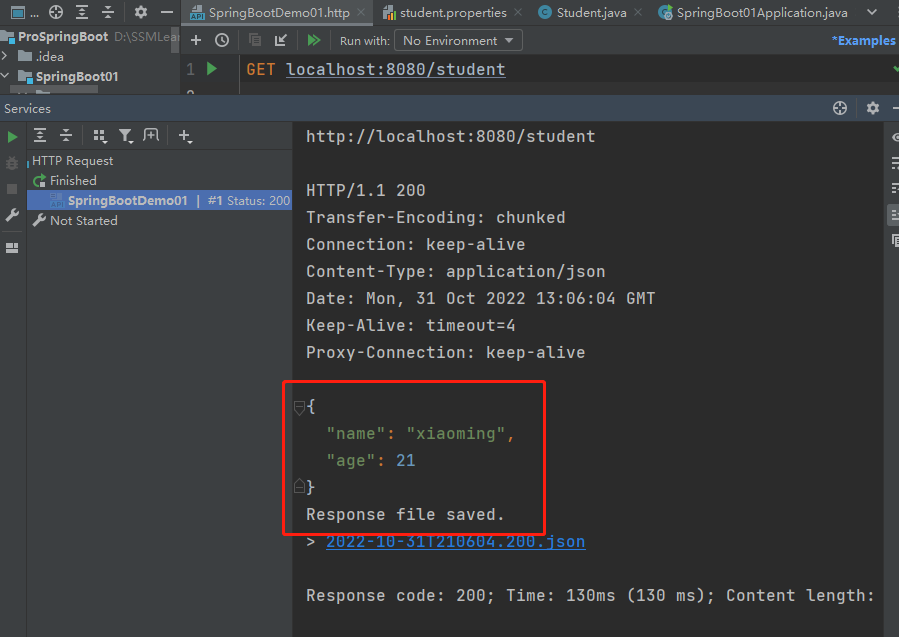 ... SpringBootDemo01.http student.properties Student.java SpringBoot01Application.java
ProSpringBoot D:\SSMLear
Run with: No Environment *Examples
.idea
SpringBoot01
1 GET localhost:8080/student
Services
http://localhost:8080/student
HTTP Request
Finished
SpringBootDemo01 | #1 Status: 200
Not Started
HTTP/1.1 200
Transfer-Encoding: chunked
Connection: keep-alive
Content-Type: application/json
Date: Mon, 31 Oct 2022 13:06:04 GMT
Keep-Alive: timeout=4
Proxy-Connection: keep-alive
{
"name": "xiaoming",
"age": 21
}
Response file saved.
> 2022-10-31T210604.200.json
Response code: 200; Time: 130ms (130 ms); Content length: